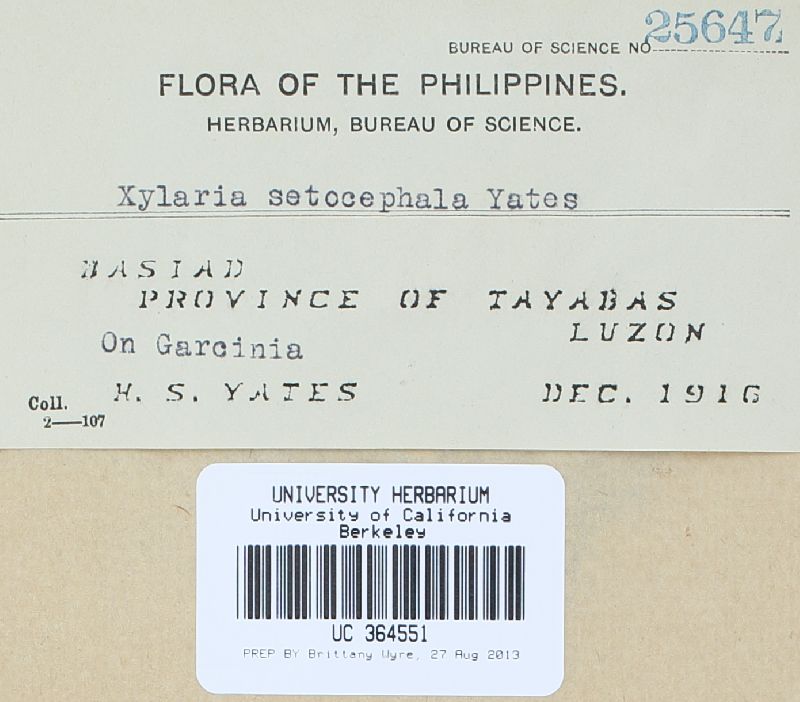 25647
BUREAU OF SCIENCE NO
FLORA OF THE PHILIPPINES.
HERBARIUM, BUREAU OF SCIENCE.
Xylaria setocephala Yates
BASIAD
PROVINCE OF TAYABAS
LUZON
On Garcinia
Coll. H. S. YATES DEC. 1916
2—107
UNIVERSITY HERBARIUM
University of California
Berkeley
UC 364551
PREP BY Brittany Wyre, 27 Aug 2013